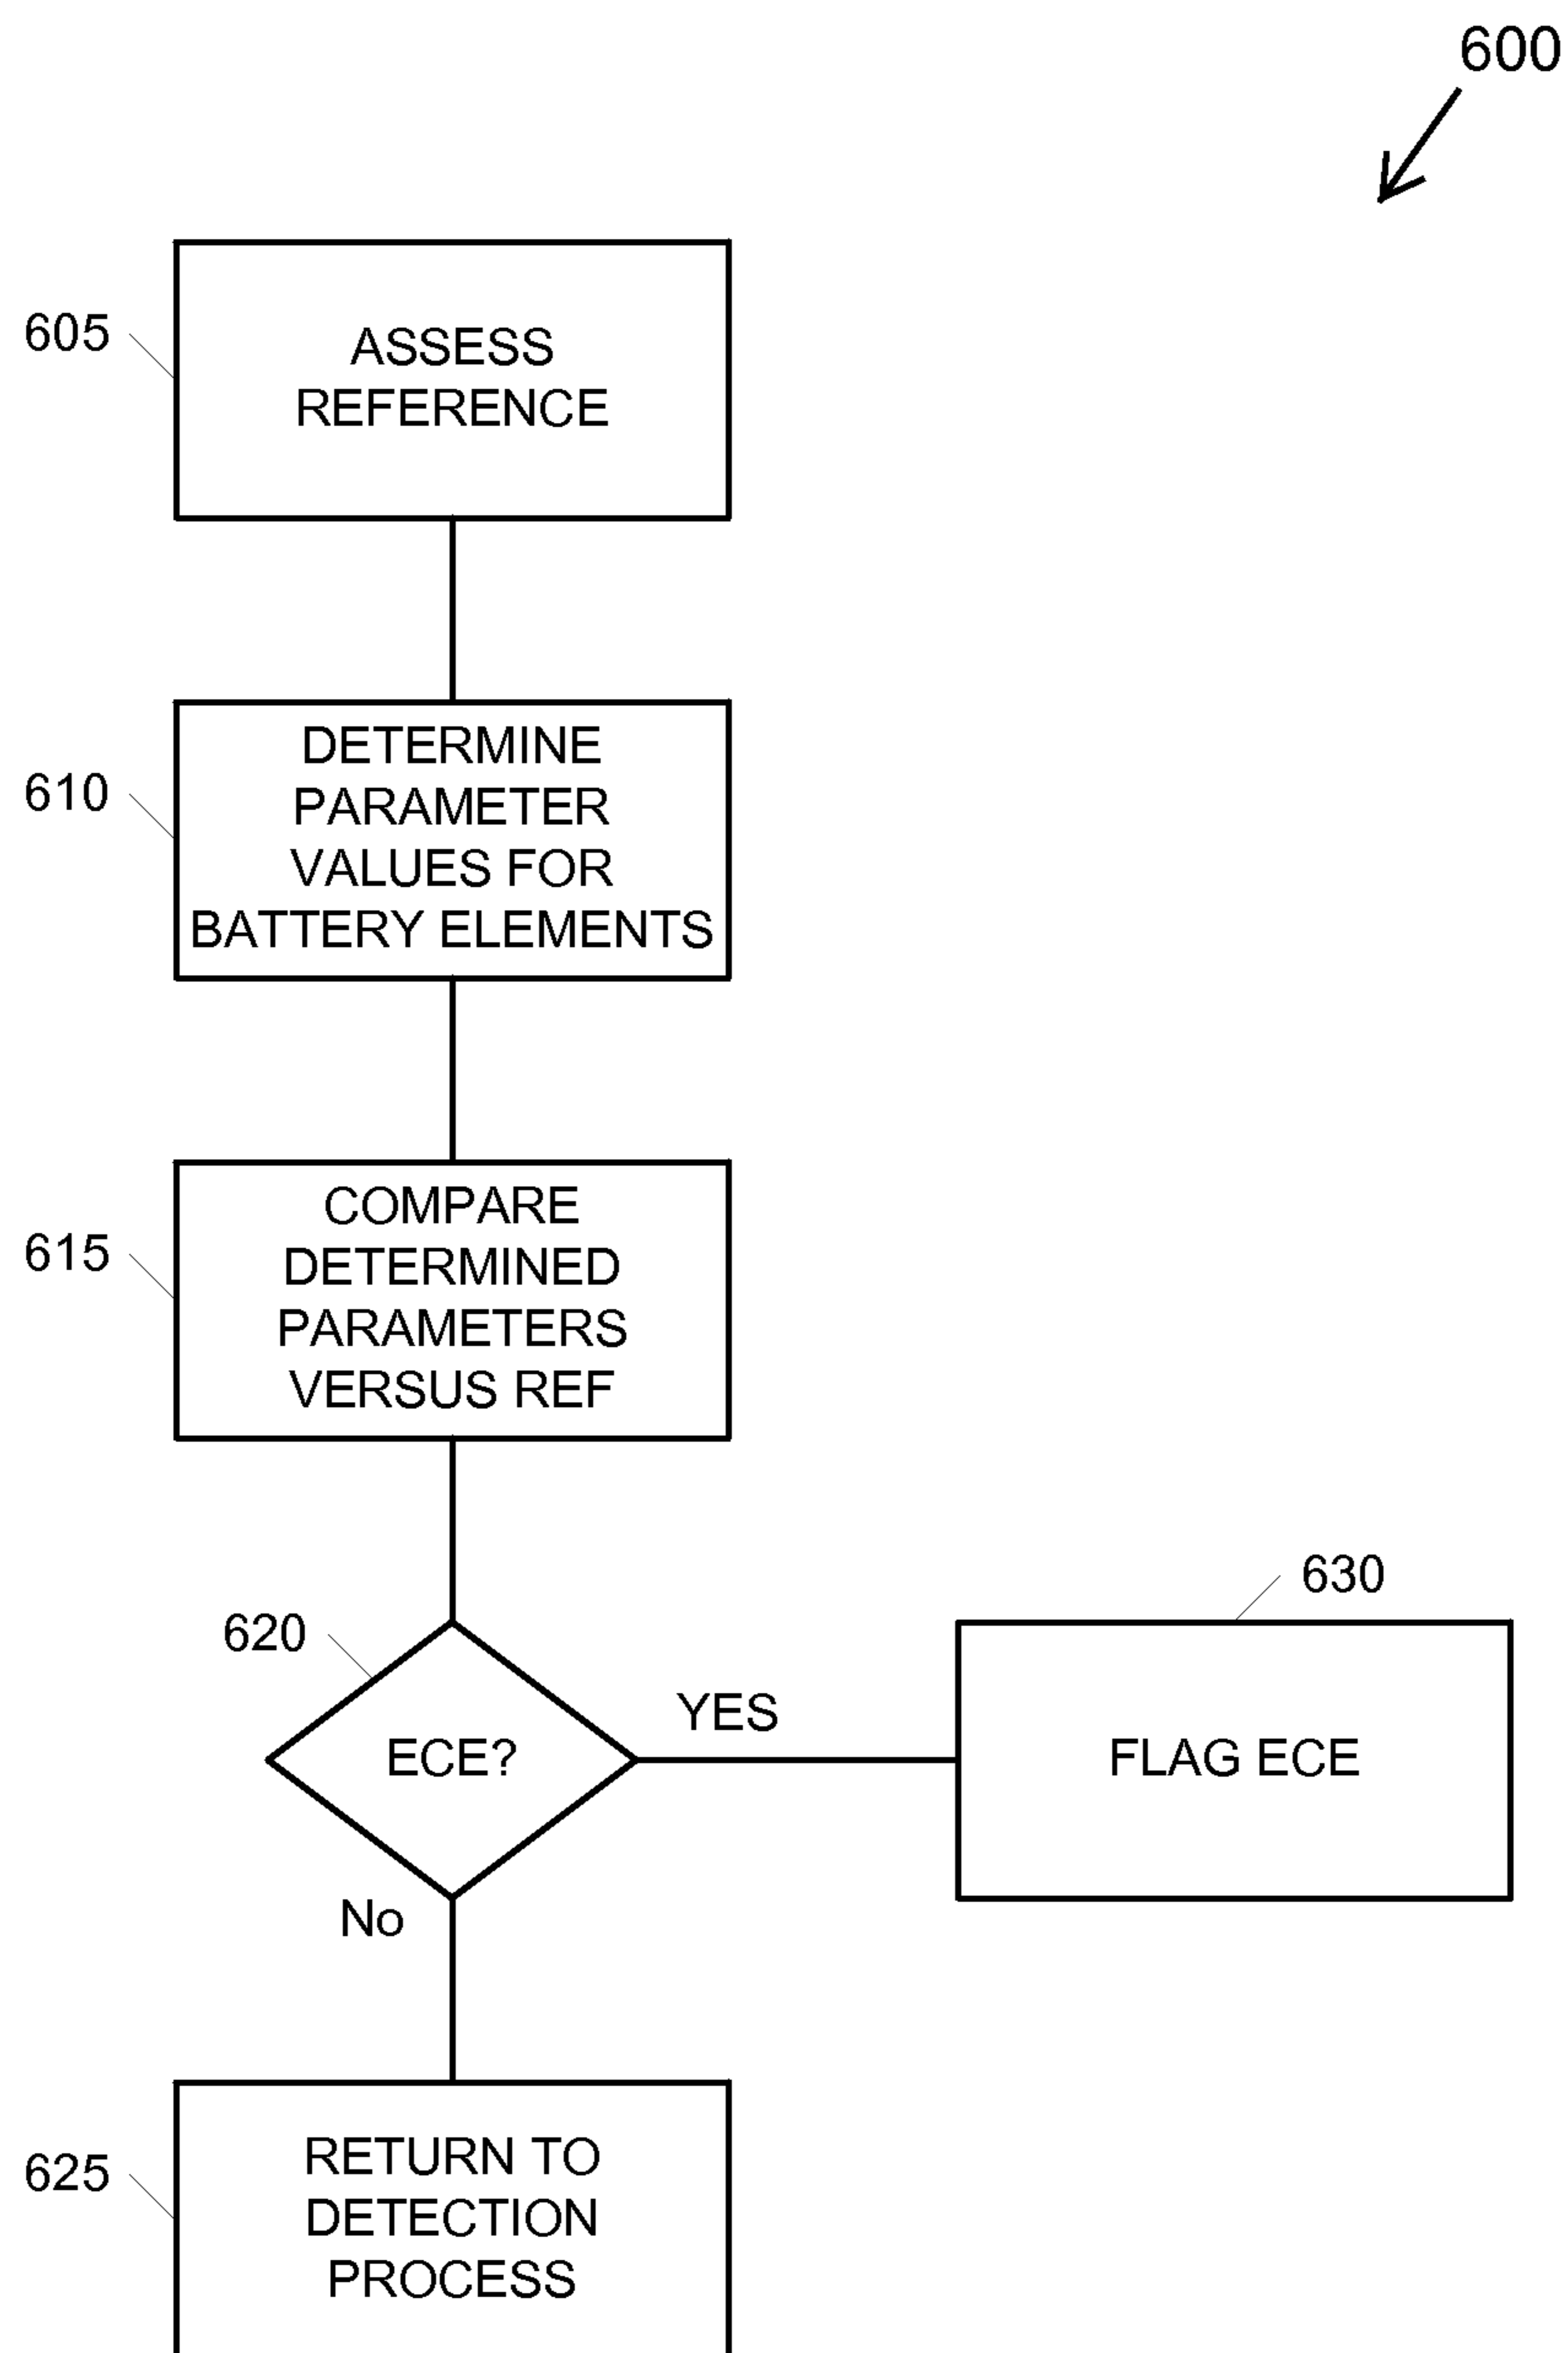 600
605
ASSESS
REFERENCE
610
DETERMINE
PARAMETER
VALUES FOR
BATTERY ELEMENTS
615
COMPARE
DETERMINED
PARAMETERS
VERSUS REF
620
ECE?
YES
630
FLAG ECE
No
625
RETURN TO
DETECTION
PROCESS